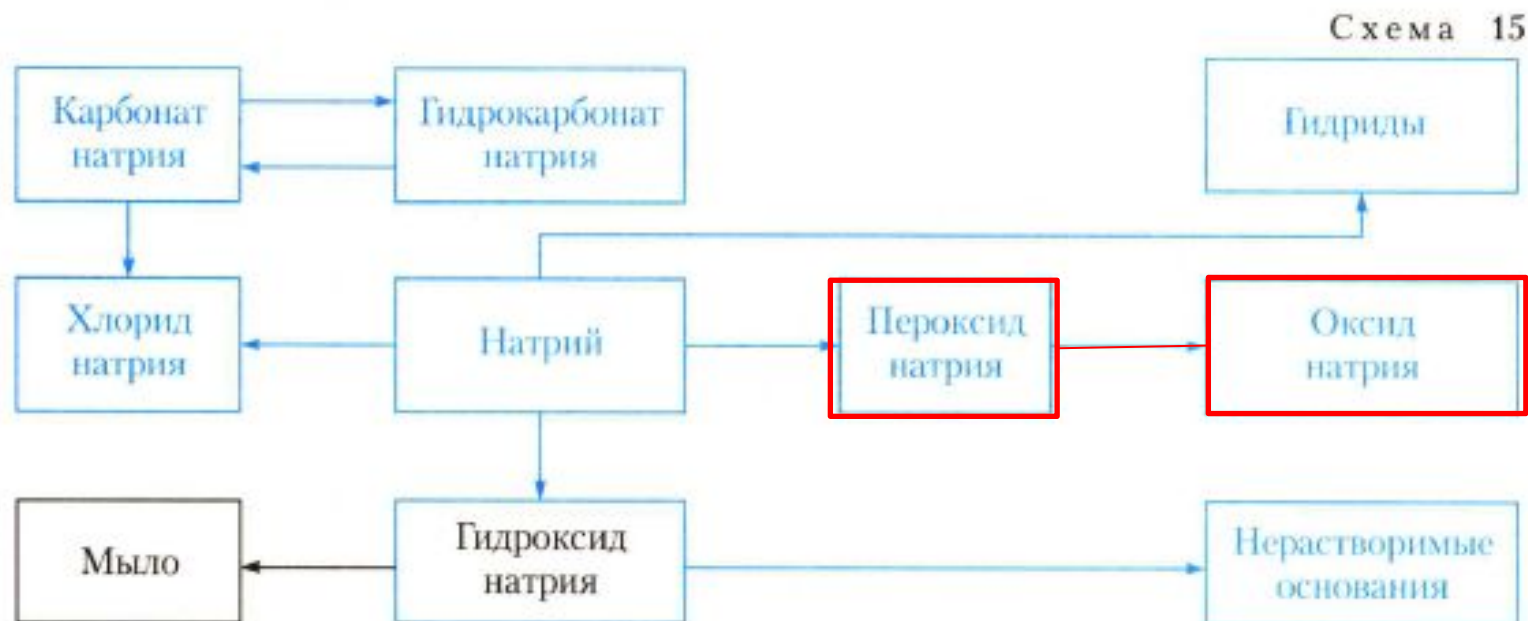 Схема 15
Карбонат
натрия
Гидрокарбонат
натрия
Гидриды
Хлорид
натрия
Натрий
Пероксид
натрия
Оксид
натрия
Мыло
Гидроксид
натрия
Нерастворимые
основания